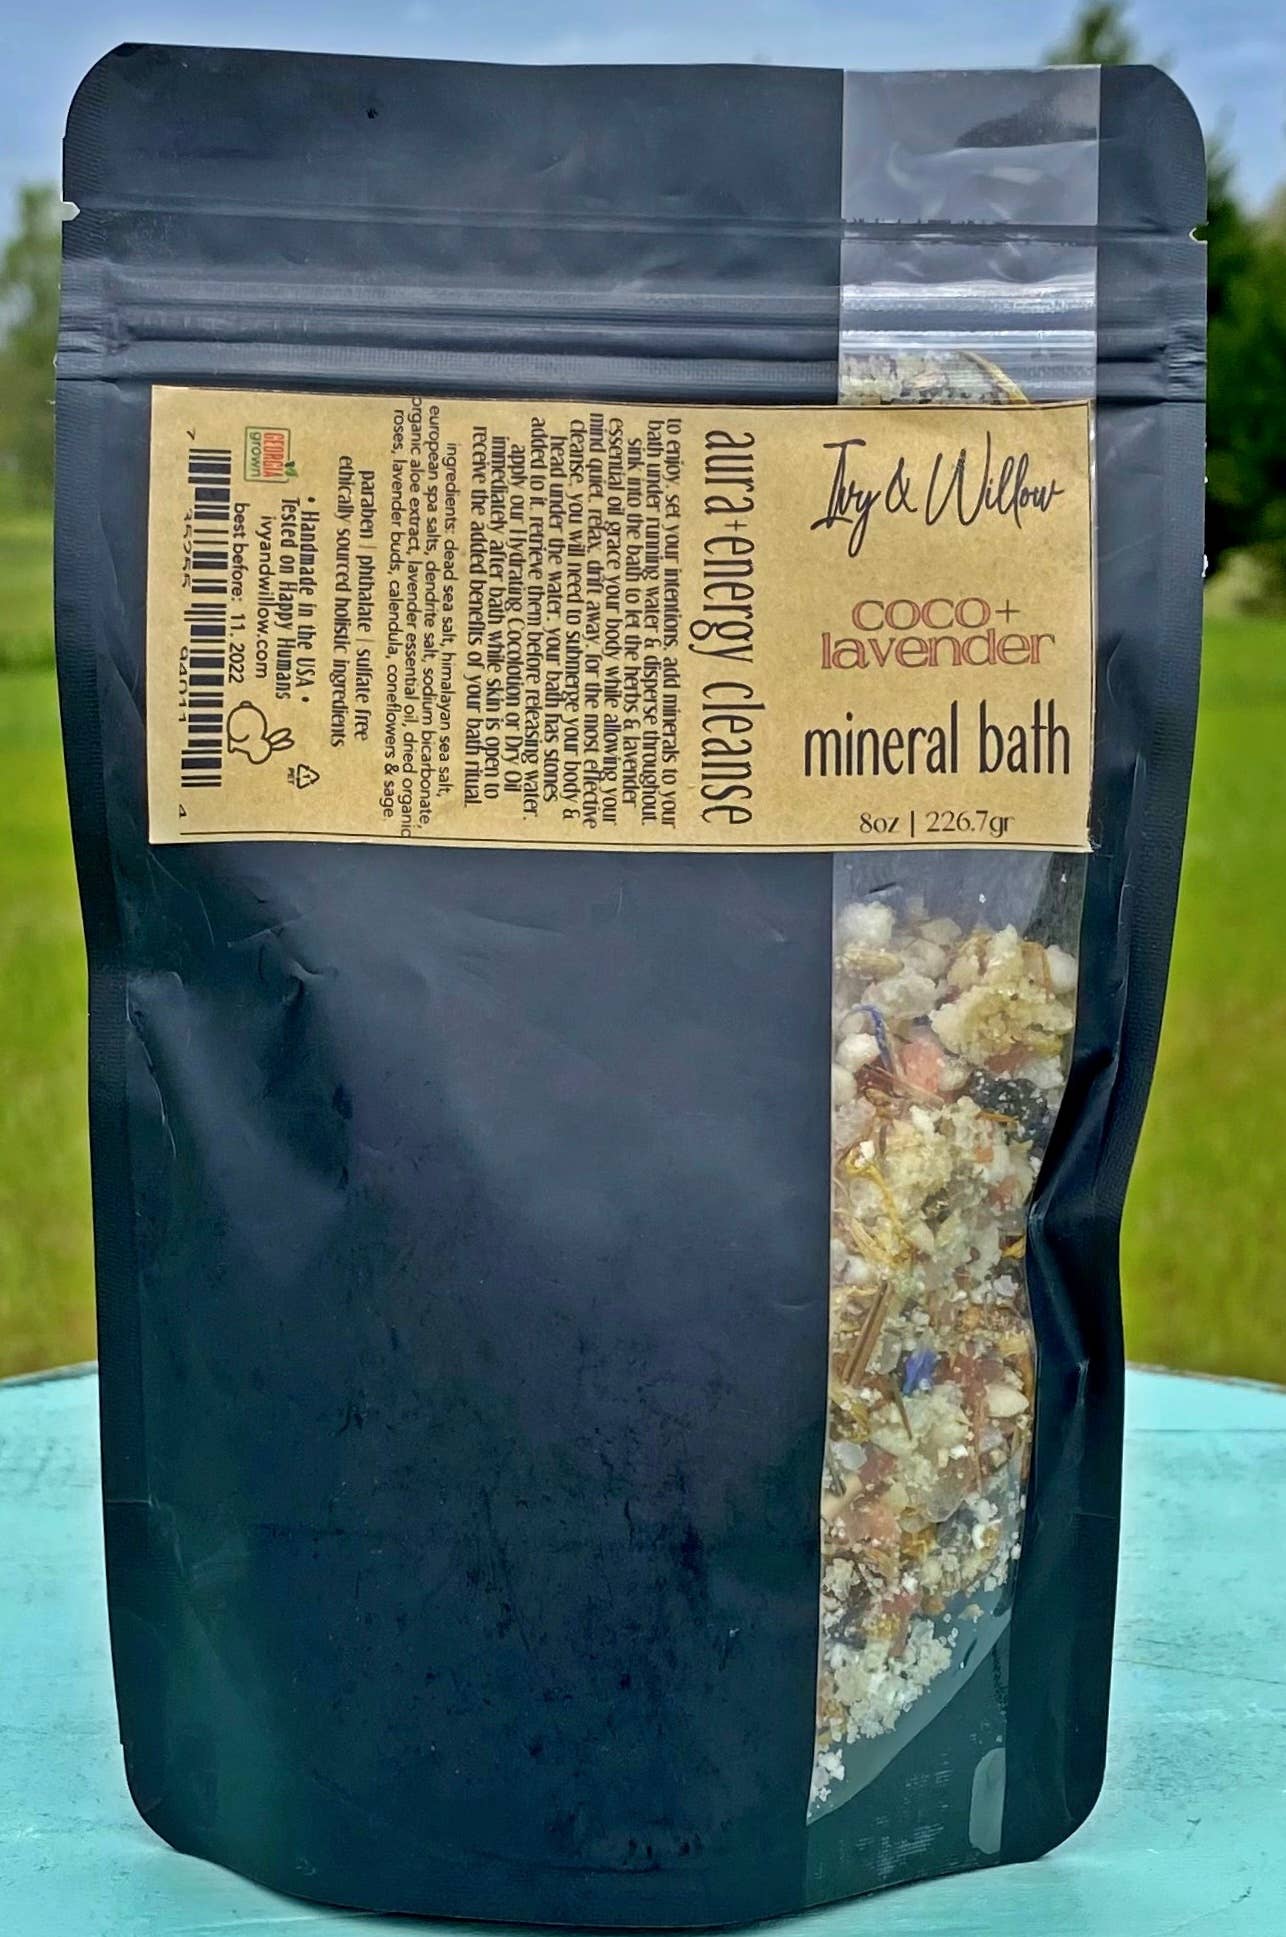 Ivy & Willow
coco+
lavender
mineral bath
8oz | 226.7gr
aura+energy cleanse
to enjoy, set your intentions, add minerals to your
bath under running water & disperse throughout.
sink into the bath to let the herbs & lavender
essential oil grace your body while allowing your
mind quiet, relax, drift away. for the most effective
cleanse, you will need to submerge your body &
head under the water. your bath has stones
added to it. retrieve them before releasing water.
apply our Hydrating Cocolotion or Dry Oil
immediately after bath while skin is open to
receive the added benefits of your bath ritual.
ingredients: dead sea salt, himalayan sea salt,
european spa salts, dendrite salt, sodium bicarbonate,
organic aloe extract, lavender essential oil, dried organic
roses, lavender buds, calendula, coneflowers & sage
paraben | phthalate | sulfate free
ethically sourced holistic ingredients
• Handmade in the USA •
Tested on Happy Humans
ivyandwillow.com
best before: 11. 2022
GEORGIA
grown
PET
7 35255 94011 4